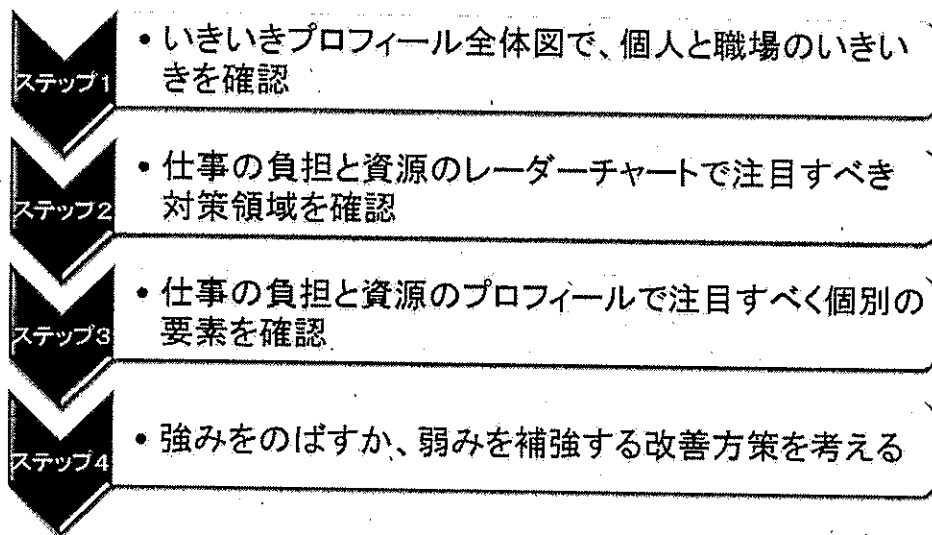 ステップ1
• いきいきプロフィール全体図で、個人と職場のいきい
きを確認
ステップ2
• 仕事の負担と資源のレーダーチャートで注目すべき
対策領域を確認
ステップ3
• 仕事の負担と資源のプロフィールで注目すべく個別の
要素を確認
ステップ4
• 強みをのばすか、弱みを補強する改善方策を考える